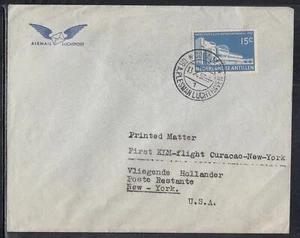 AIRMAIL LUCHTPOST
15c
NEDERLANDSE ANTILLEN
Printed Matter
First KLM-flight Curacao-New-York
Vliegende Hollander
Poste Restante
New - York.
U.S.A.